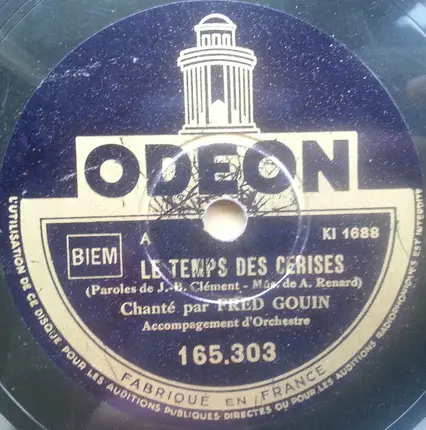 ODEON
BIEM
A
KI 1688
LE TEMPS DES CERISES
(Paroles de J.-B. Clément - Mus. de A. Renard)
Chanté par FRED GOUIN
Accompagement d'Orchestre
165.303
FABRIQUÉ EN FRANCE
L'UTILISATION DE CE DISQUE POUR LES AUDITIONS PUBLIQUES DIRECTES OU POUR LES AUDITIONS RADIOPHONIQUES EST INTERDITE